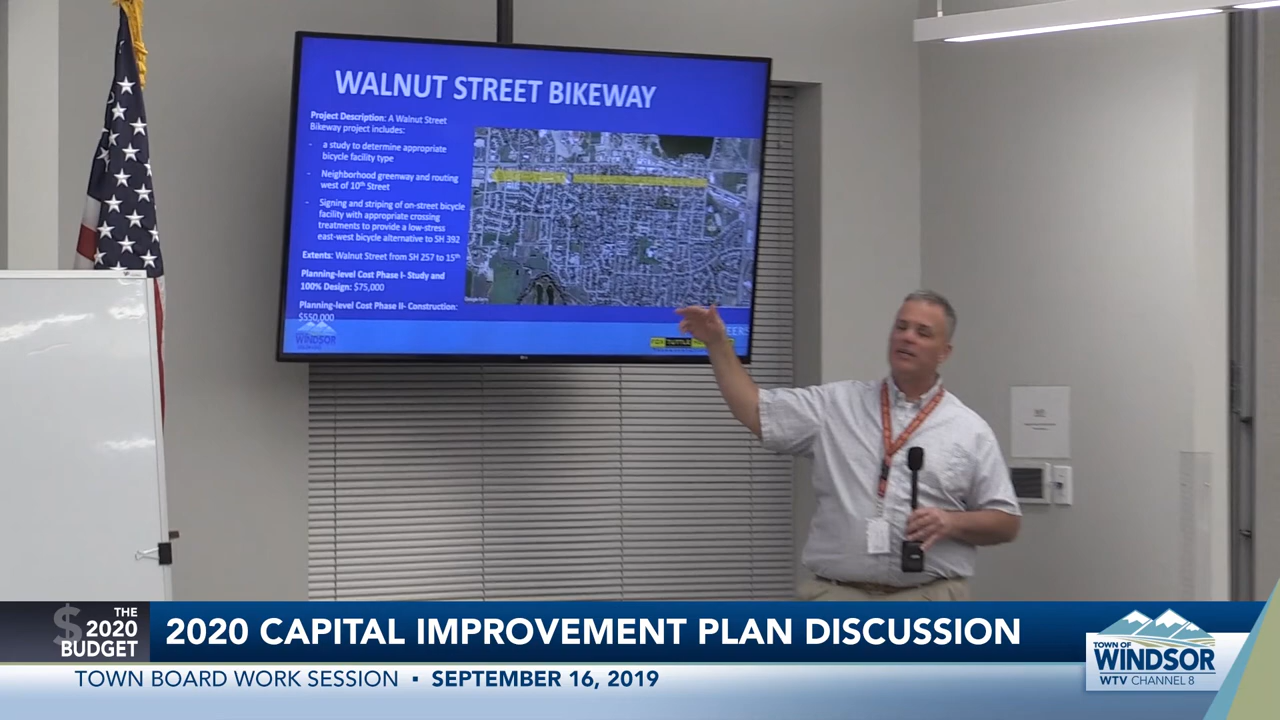 WALNUT STREET BIKEWAY
Project Description: A Walnut Street
Bikeway project includes:
- a study to determine appropriate
bicycle facility type
- Neighborhood greenway and routing
west of 10th Street
- Signing and striping of on-street bicycle
facility with appropriate crossing
treatments to provide a low-stress
east-west bicycle alternative to SH 392
Extents: Walnut Street from SH 257 to 15th
Planning-level Cost Phase I- Study and
100% Design: $75,000
Planning-level Cost Phase II- Construction:
$550,000
WINDSOR
TUTTLE
LG
$ THE
2020
BUDGET
2020 CAPITAL IMPROVEMENT PLAN DISCUSSION
TOWN BOARD WORK SESSION ▪ SEPTEMBER 16, 2019
TOWN OF
WINDSOR
WTV CHANNEL 8